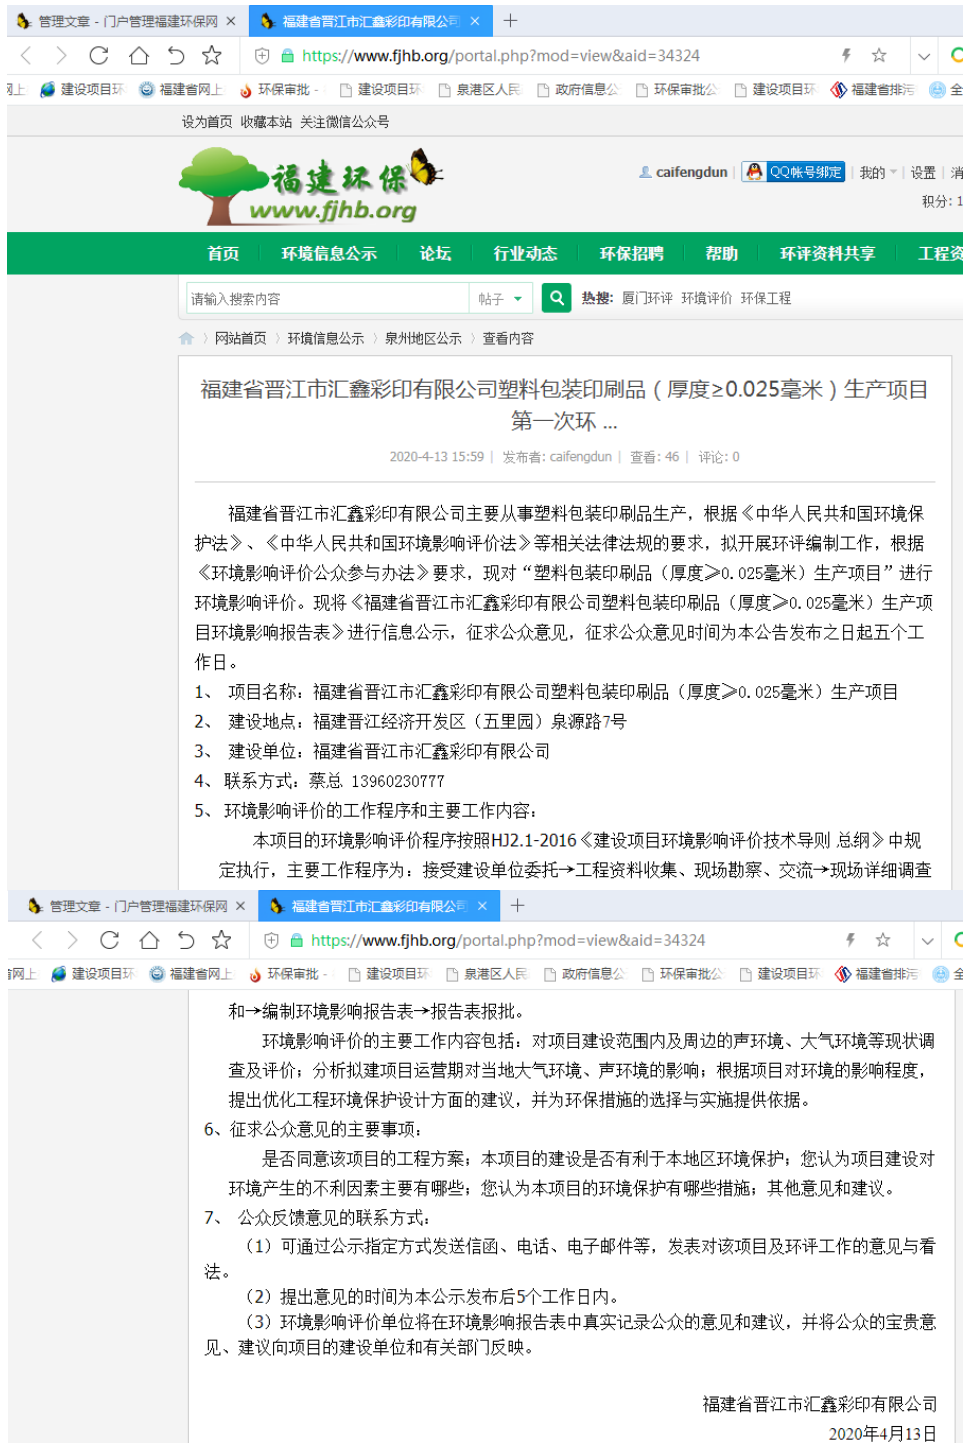 管理文章 - 门户管理福建环保网 × 福建省晋江市汇鑫彩印有限公司 ×
https://www.fjhb.org/portal.php?mod=view&aid=34324
网上 建设项目环 福建省网上 环保审批 - 建设项目环 泉港区人民 政府信息公 环保审批公 建设项目环 福建省排污 全
设为首页 收藏本站 关注微信公众号
福建环保
www.fjhb.org
caifengdun | QQ帐号绑定 | 我的 | 设置 | 消
积分: 1
首页 环境信息公示 论坛 行业动态 环保招聘 帮助 环评资料共享 工程资
请输入搜索内容 帖子 热搜: 厦门环评 环境评价 环保工程
网站首页 〉环境信息公示 〉泉州地区公示 〉查看内容
福建省晋江市汇鑫彩印有限公司塑料包装印刷品（厚度≥0.025毫米）生产项目
第一次环 ...
2020-4-13 15:59 | 发布者: caifengdun | 查看: 46 | 评论: 0
福建省晋江市汇鑫彩印有限公司主要从事塑料包装印刷品生产，根据《中华人民共和国环境保
护法》、《中华人民共和国环境影响评价法》等相关法律法规的要求，拟开展环评编制工作，根据
《环境影响评价公众参与办法》要求，现对“塑料包装印刷品（厚度≥0.025毫米）生产项目”进行
环境影响评价。现将《福建省晋江市汇鑫彩印有限公司塑料包装印刷品（厚度≥0.025毫米）生产项
目环境影响报告表》进行信息公示，征求公众意见，征求公众意见时间为本公告发布之日起五个工
作日。
1、 项目名称：福建省晋江市汇鑫彩印有限公司塑料包装印刷品（厚度≥0.025毫米）生产项目
2、 建设地点：福建晋江经济开发区（五里园）泉源路7号
3、 建设单位：福建省晋江市汇鑫彩印有限公司
4、联系方式：蔡总 13960230777
5、环境影响评价的工作程序和主要工作内容：
本项目的环境影响评价程序按照HJ2.1-2016《建设项目环境影响评价技术导则 总纲》中规
定执行，主要工作程序为：接受建设单位委托→工程资料收集、现场勘察、交流→现场详细调查
管理文章 - 门户管理福建环保网 × 福建省晋江市汇鑫彩印有限公司 ×
https://www.fjhb.org/portal.php?mod=view&aid=34324
省网上 建设项目环 福建省网上 环保审批 - 建设项目环 泉港区人民 政府信息公 环保审批公 建设项目环 福建省排污 全
和→编制环境影响报告表→报告表报批。
环境影响评价的主要工作内容包括：对项目建设范围内及周边的声环境、大气环境等现状调
查及评价；分析拟建项目运营期对当地大气环境、声环境的影响；根据项目对环境的影响程度，
提出优化工程环境保护设计方面的建议，并为环保措施的选择与实施提供依据。
6、征求公众意见的主要事项：
是否同意该项目的工程方案；本项目的建设是否有利于本地区环境保护；您认为项目建设对
环境产生的不利因素主要有哪些；您认为本项目的环境保护有哪些措施；其他意见和建议。
7、 公众反馈意见的联系方式：
（1）可通过公示指定方式发送信函、电话、电子邮件等，发表对该项目及环评工作的意见与看
法。
（2）提出意见的时间为本公示发布后5个工作日内。
（3）环境影响评价单位将在环境影响报告表中真实记录公众的意见和建议，并将公众的宝贵意
见、建议向项目的建设单位和有关部门反映。
福建省晋江市汇鑫彩印有限公司
2020年4月13日